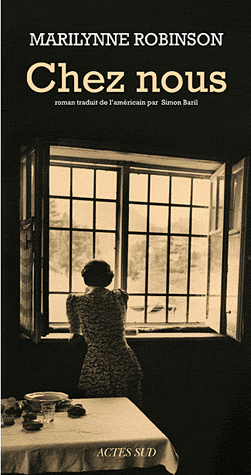 MARILYNNE ROBINSON
Chez nous
roman traduit de l'américain par Simon Baril
ACTES SUD